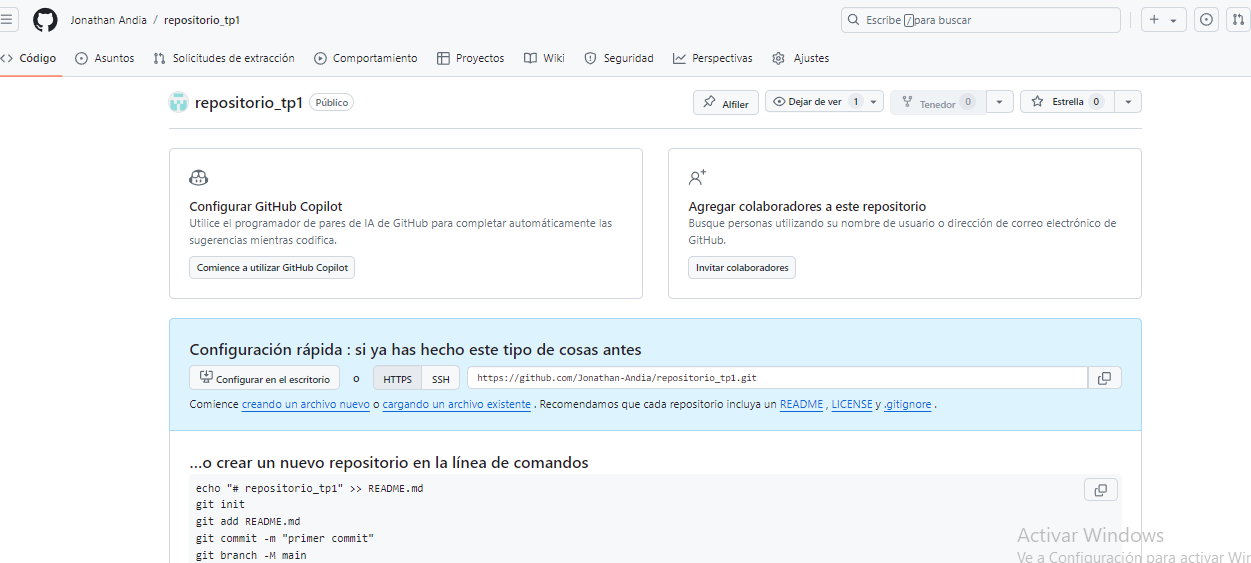 Jonathan Andia / repositorio_tp1
Escribe / para buscar
Código Asuntos Solicitudes de extracción Comportamiento Proyectos Wiki Seguridad Perspectivas Ajustes
repositorio_tp1 Público
Alfiler Dejar de ver 1 Tenedor 0 Estrella 0
Configurar GitHub Copilot
Utilice el programador de pares de IA de GitHub para completar automáticamente las
sugerencias mientras codifica.
Comience a utilizar GitHub Copilot
Agregar colaboradores a este repositorio
Busque personas utilizando su nombre de usuario o dirección de correo electrónico de
GitHub.
Invitar colaboradores
Configuración rápida : si ya has hecho este tipo de cosas antes
Configurar en el escritorio o HTTPS SSH https://github.com/Jonathan-Andia/repositorio_tp1.git
Comience creando un archivo nuevo o cargando un archivo existente . Recomendamos que cada repositorio incluya un README , LICENSE y .gitignore .
...o crear un nuevo repositorio en la línea de comandos
echo "# repositorio_tp1" >> README.md
git init
git add README.md
git commit -m "primer commit"
git branch -M main
Activar Windows
Ve a Configuración para activar Win